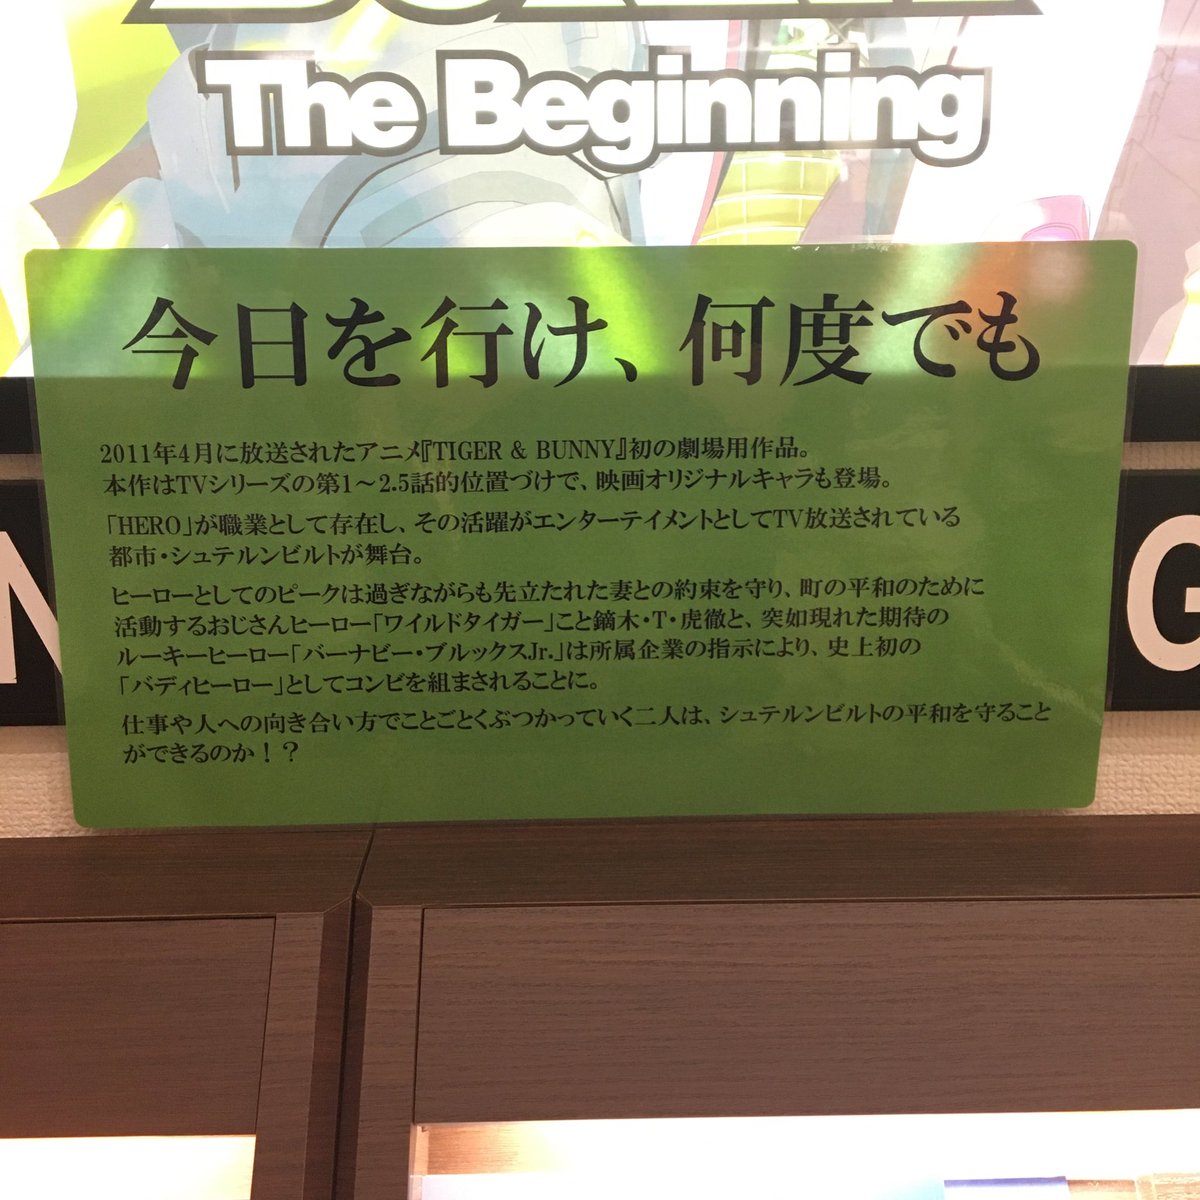 The Beginning
今日を行け、何度でも
2011年4月に放送されたアニメ『TIGER & BUNNY』初の劇場用作品。
本作はTVシリーズの第1～2.5話的位置づけで、映画オリジナルキャラも登場。
「HERO」が職業として存在し、その活躍がエンターテイメントとしてTV放送されている
都市・シュテルンビルトが舞台。
ヒーローとしてのピークは過ぎながらも先立たれた妻との約束を守り、町の平和のために
活動するおじさんヒーロー「ワイルドタイガー」こと鏑木・T・虎徹と、突如現れた期待の
ルーキーヒーロー「バーナビー・ブルックスJr.」は所属企業の指示により、史上初の
「バディヒーロー」としてコンビを組まされることに。
仕事や人への向き合い方でことごとくぶつかっていく二人は、シュテルンビルトの平和を守ること
ができるのか！？
N
G